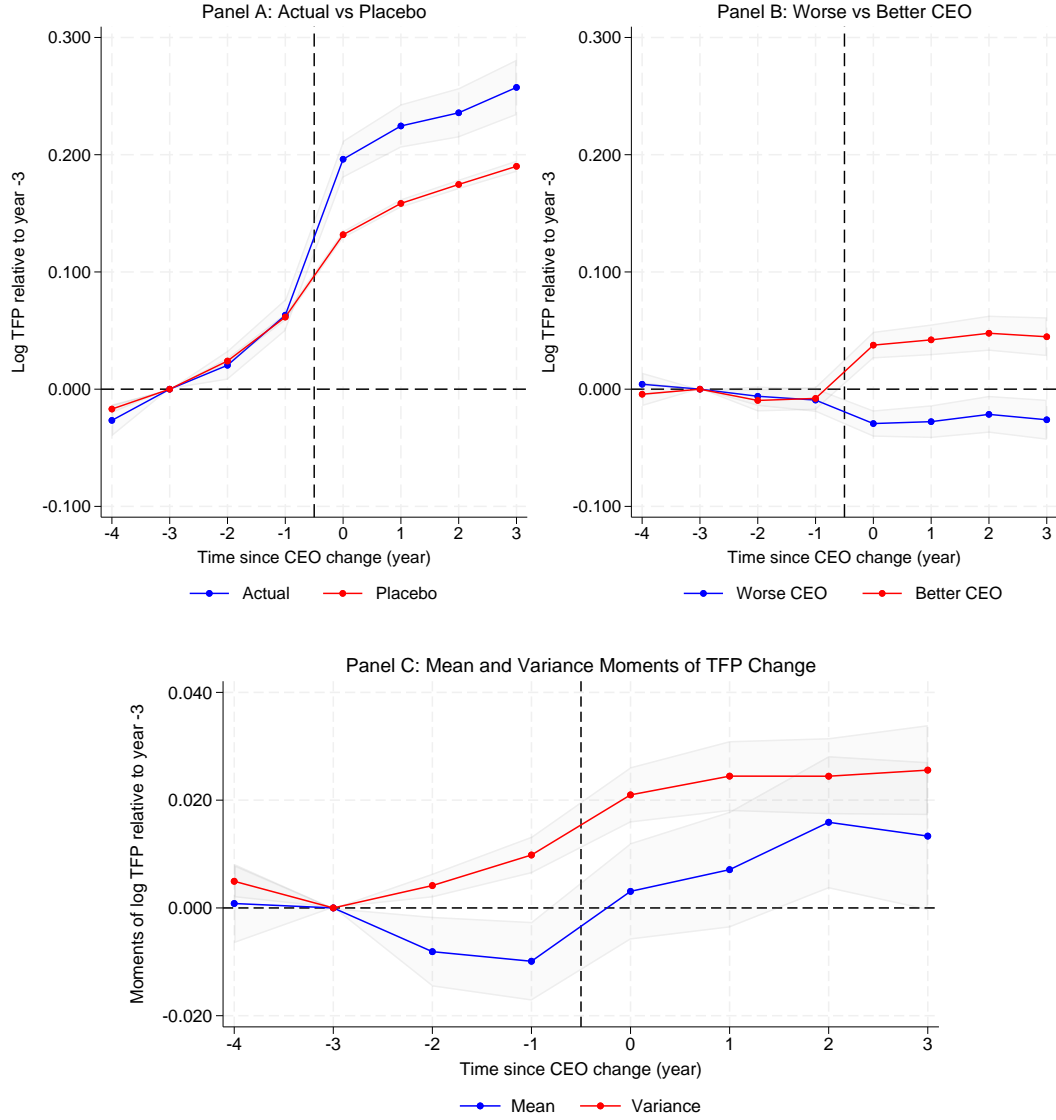 Panel A: Actual vs Placebo
Log TFP relative to year -3
0.300
0.200
0.100
0.000
-0.100
-4 -3 -2 -1 0 1 2 3
Time since CEO change (year)
Actual Placebo
Panel B: Worse vs Better CEO
Log TFP relative to year -3
0.300
0.200
0.100
0.000
-0.100
-4 -3 -2 -1 0 1 2 3
Time since CEO change (year)
Worse CEO Better CEO
Panel C: Mean and Variance Moments of TFP Change
Moments of log TFP relative to year -3
0.040
0.020
0.000
-0.020
-4 -3 -2 -1 0 1 2 3
Time since CEO change (year)
Mean Variance